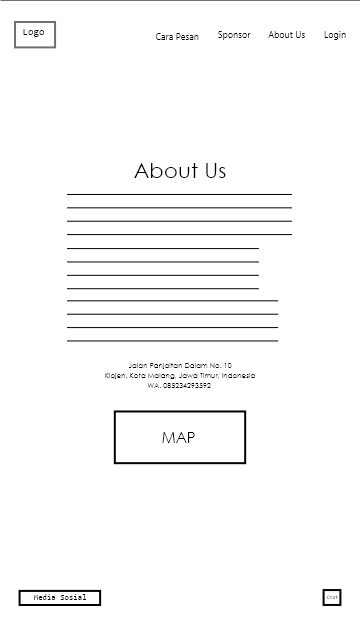 Logo
Cara Pesan
Sponsor
About Us
Login
About Us
Jalan Panjaitan Dalam No. 10
Klojen, Kota Malang, Jawa Timur, Indonesia
WA. 085234293592
MAP
Media Sosial
Chat